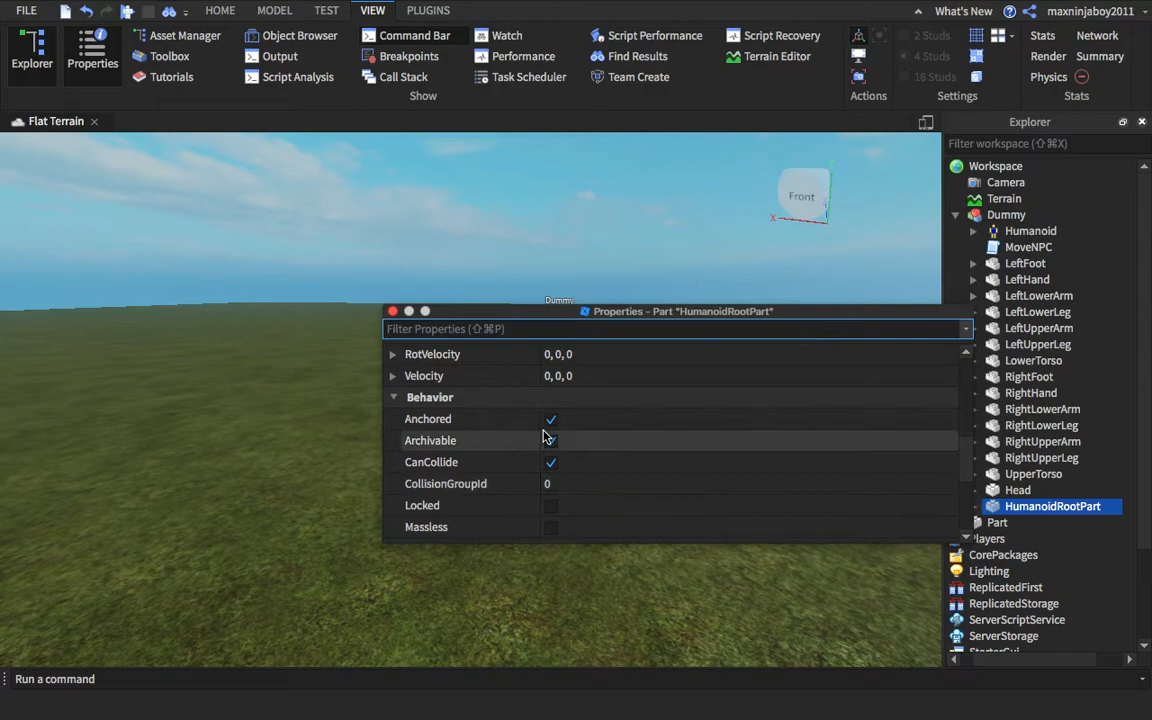 FILE HOME MODEL TEST VIEW PLUGINS What's New maxninjaboy2011
Explorer Properties Asset Manager Object Browser Command Bar Watch Script Performance Script Recovery 2 Studs Stats Network
Toolbox Output Breakpoints Performance Find Results Terrain Editor 4 Studs Render Summary
Tutorials Script Analysis Call Stack Task Scheduler Team Create 16 Studs Physics
Show Actions Settings Stats
Flat Terrain Explorer
Filter workspace (⇧⌘X)
Workspace
Camera
Terrain
Dummy
Humanoid
MoveNPC
LeftFoot
LeftHand
LeftLowerArm
LeftLowerLeg
LeftUpperArm
LeftUpperLeg
LowerTorso
RightFoot
RightHand
RightLowerArm
RightLowerLeg
RightUpperArm
RightUpperLeg
UpperTorso
Head
HumanoidRootPart
Part
layers
CorePackages
Lighting
ReplicatedFirst
ReplicatedStorage
ServerScriptService
ServerStorage
StarterGui
Front
X
Dummy
Properties - Part "HumanoidRootPart"
Filter Properties (⇧⌘P)
RotVelocity 0, 0, 0
Velocity 0, 0, 0
Behavior
Anchored
Archivable
CanCollide
CollisionGroupId 0
Locked
Massless
Run a command